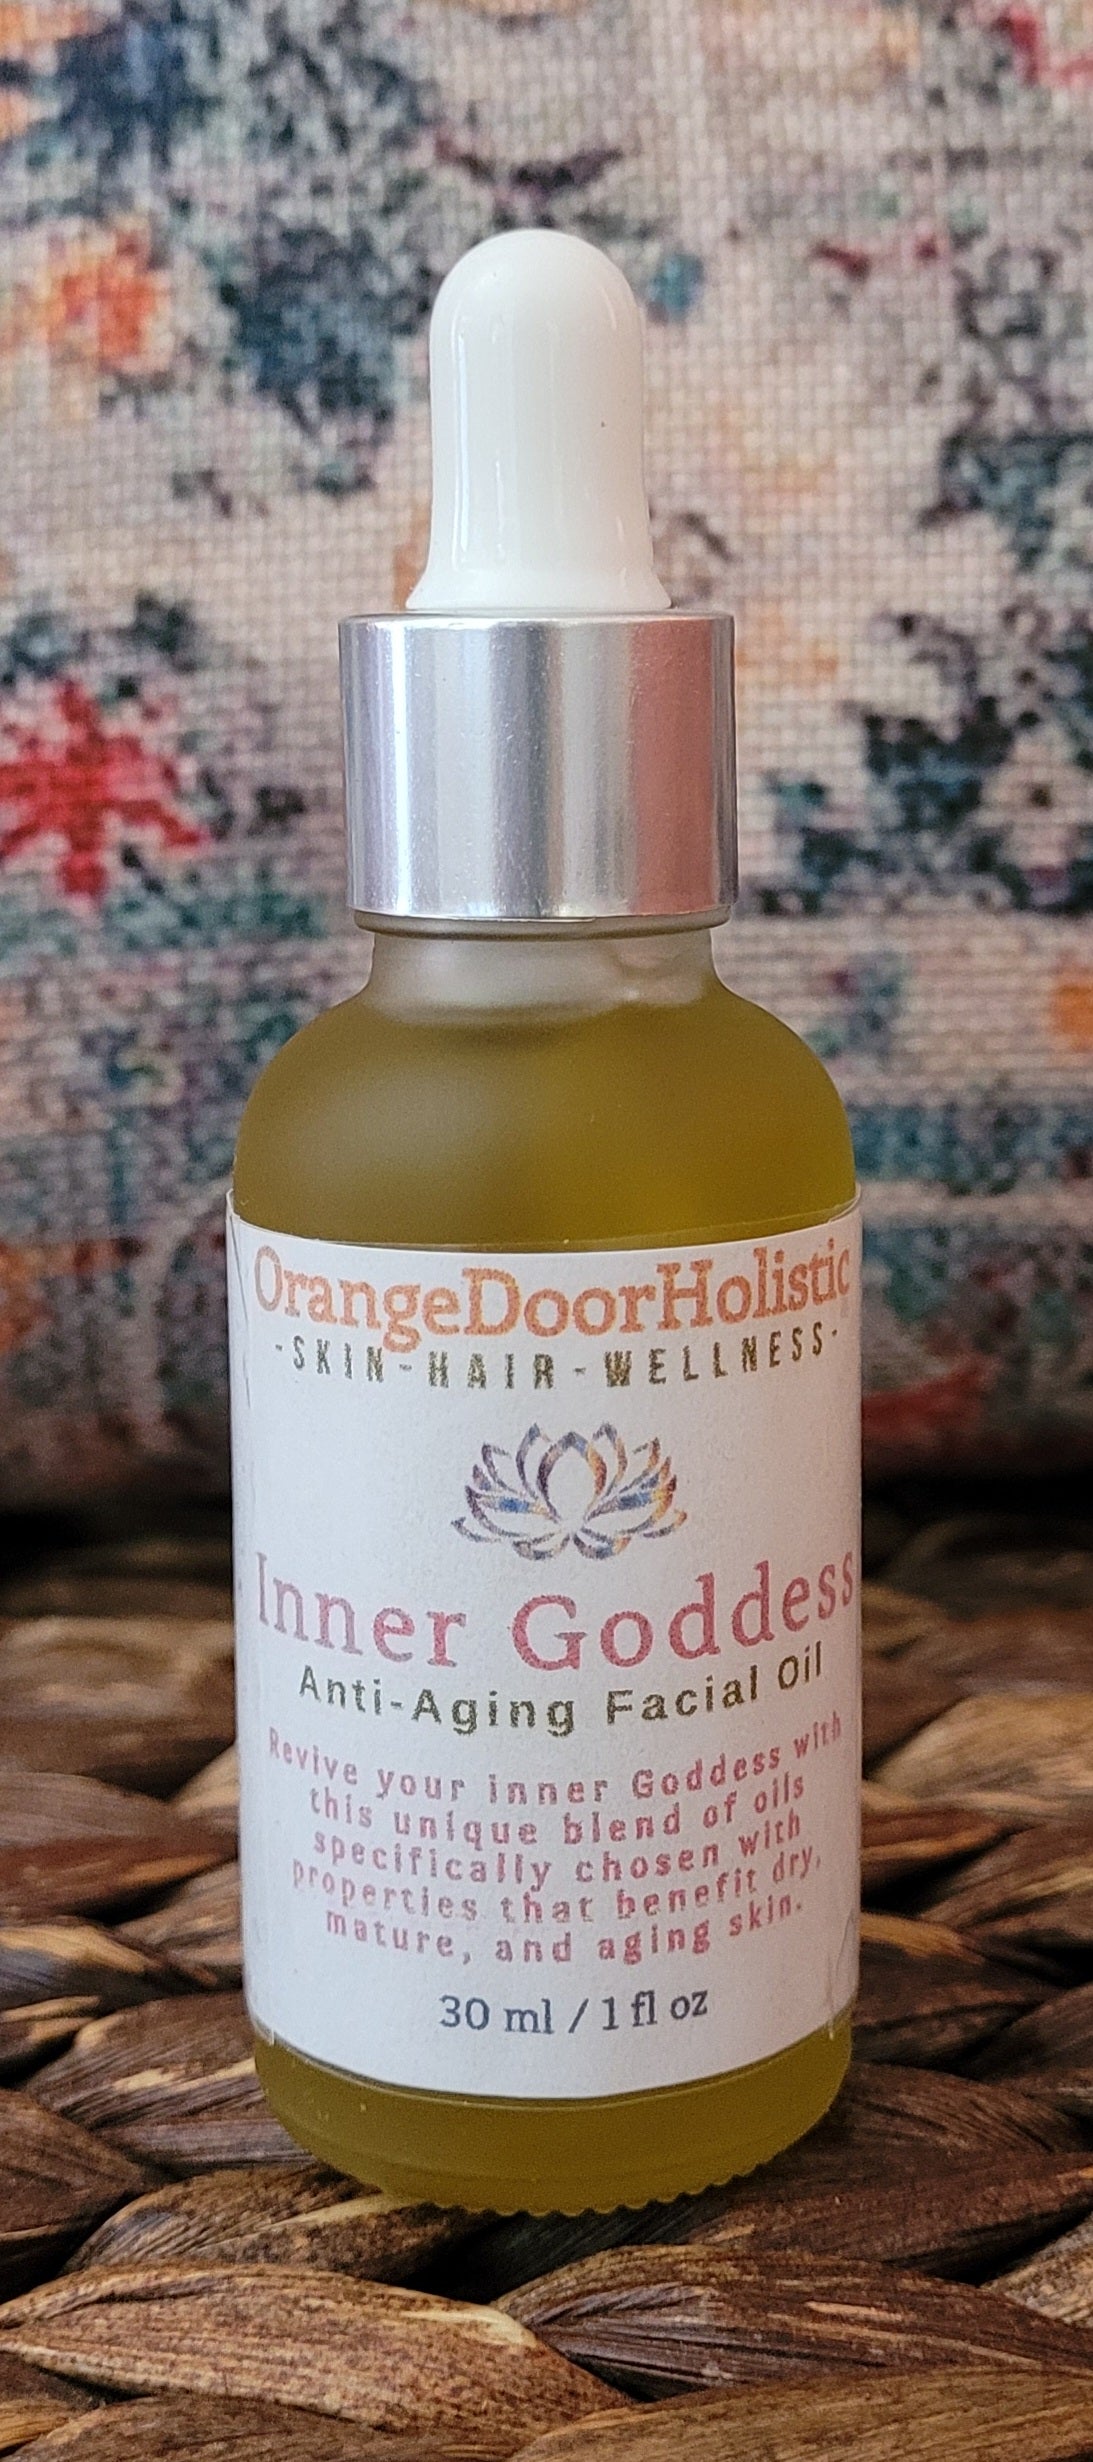 OrangeDoorHolistic
-SKIN-HAIR-WELLNESS-
Inner Goddess
Anti-Aging Facial Oil
Revive your inner Goddess with
this unique blend of oils
specifically chosen with
properties that benefit dry,
mature, and aging skin.
30 ml / 1 fl oz